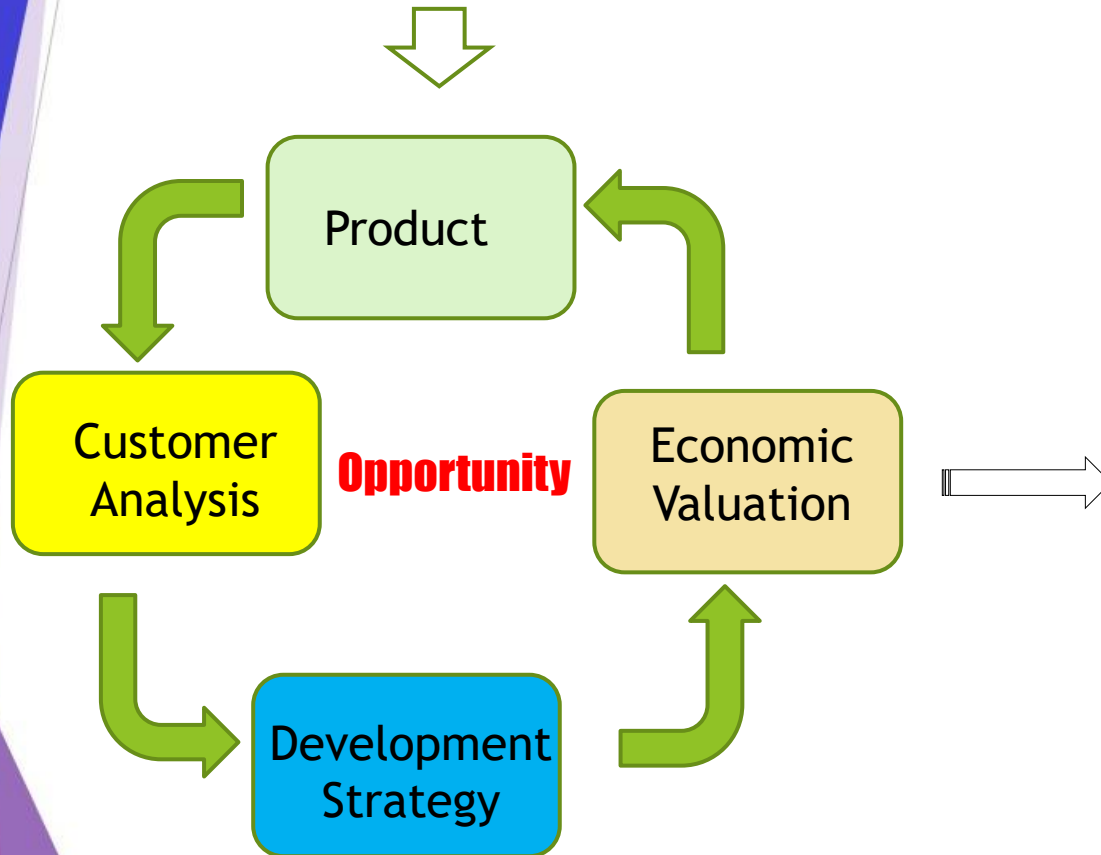 Product
Customer
Analysis
Opportunity
Economic
Valuation
Development
Strategy